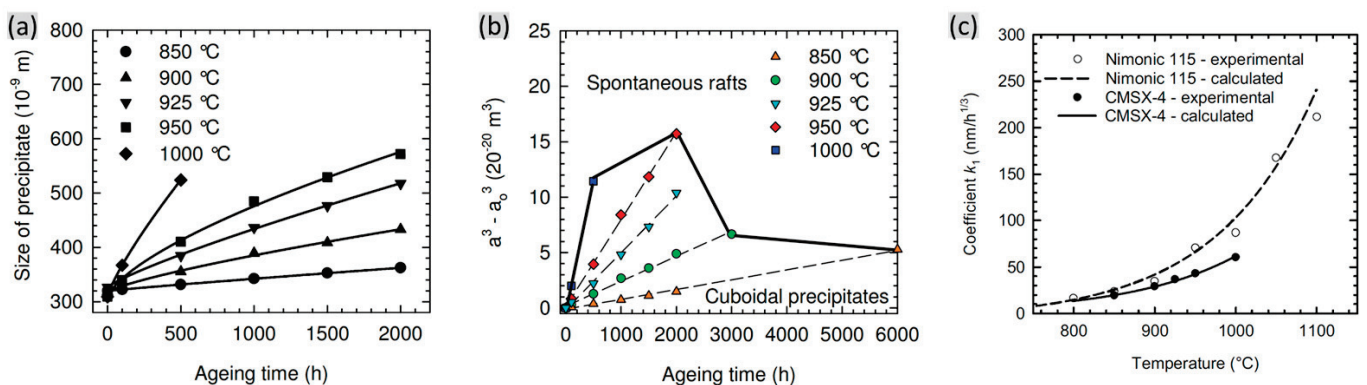 (a)
800
700
600
500
400
300
Size of precipitate (10⁻⁹ m)
850 °C
900 °C
925 °C
950 °C
1000 °C
0 500 1000 1500 2000
Ageing time (h)
(b)
25
20
15
10
5
0
a³ - aₒ³ (20⁻²⁰ m³)
Spontaneous rafts
850 °C
900 °C
925 °C
950 °C
1000 °C
Cuboidal precipitates
0 1000 2000 3000 4000 5000 6000
Ageing time (h)
(c)
300
250
200
150
100
50
0
Coefficient k₁ (nm/h¹ᐟ³)
Nimonic 115 - experimental
Nimonic 115 - calculated
CMSX-4 - experimental
CMSX-4 - calculated
800 900 1000 1100
Temperature (°C)